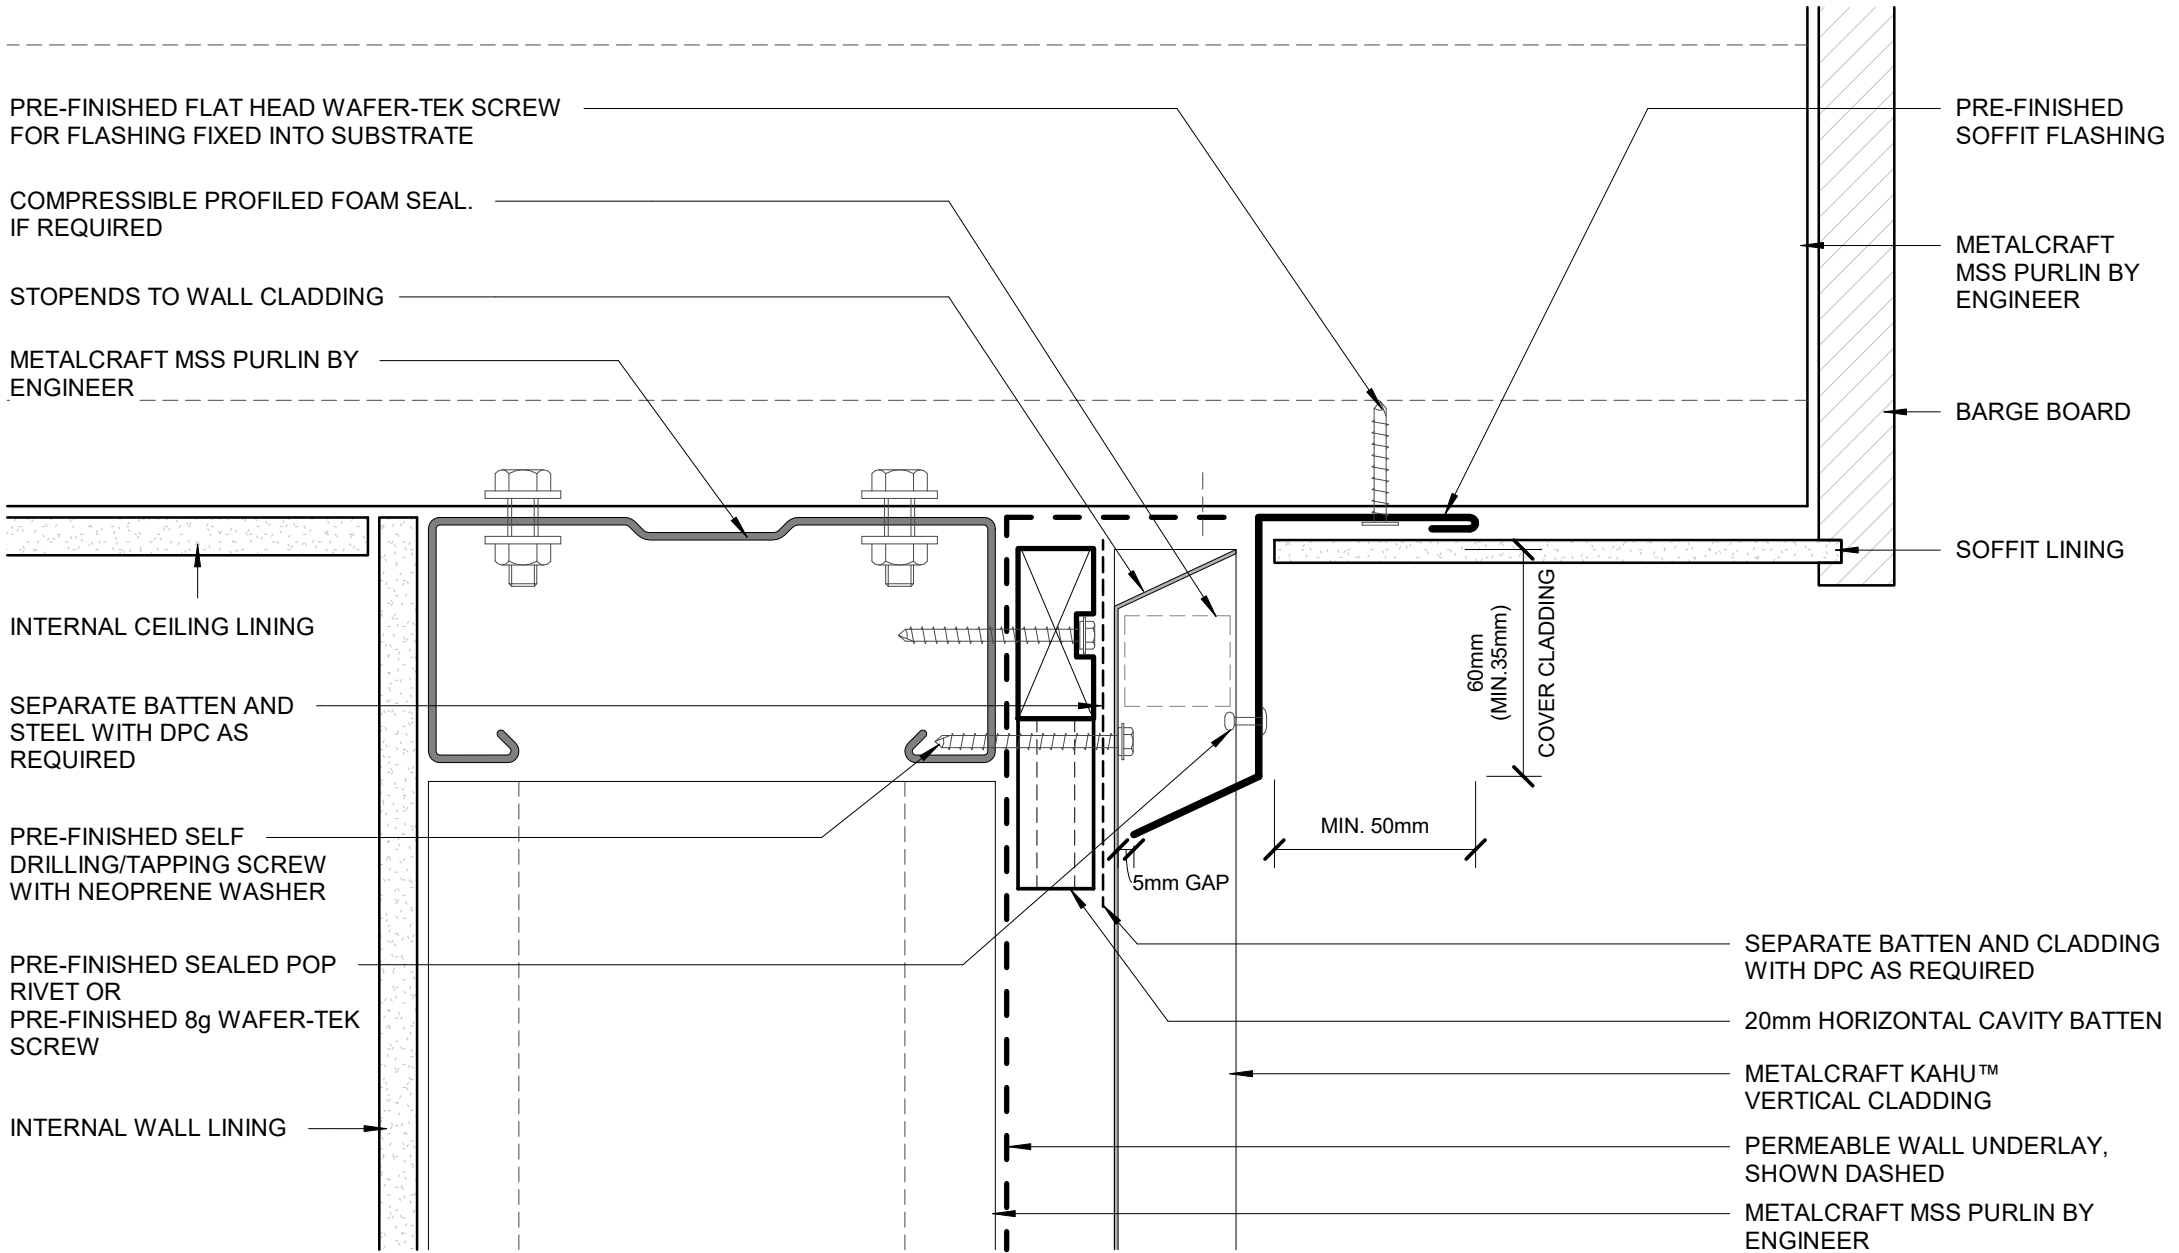 PRE-FINISHED FLAT HEAD WAFER-TEK SCREW
FOR FLASHING FIXED INTO SUBSTRATE
COMPRESSIBLE PROFILED FOAM SEAL.
IF REQUIRED
STOPENDS TO WALL CLADDING
METALCRAFT MSS PURLIN BY
ENGINEER
INTERNAL CEILING LINING
SEPARATE BATTEN AND
STEEL WITH DPC AS
REQUIRED
PRE-FINISHED SELF
DRILLING/TAPPING SCREW
WITH NEOPRENE WASHER
PRE-FINISHED SEALED POP
RIVET OR
PRE-FINISHED 8g WAFER-TEK
SCREW
INTERNAL WALL LINING
60mm
(MIN.35mm)
COVER CLADDING
MIN. 50mm
5mm GAP
PRE-FINISHED
SOFFIT FLASHING
METALCRAFT
MSS PURLIN BY
ENGINEER
BARGE BOARD
SOFFIT LINING
SEPARATE BATTEN AND CLADDING
WITH DPC AS REQUIRED
20mm HORIZONTAL CAVITY BATTEN
METALCRAFT KAHU™
VERTICAL CLADDING
PERMEABLE WALL UNDERLAY,
SHOWN DASHED
METALCRAFT MSS PURLIN BY
ENGINEER